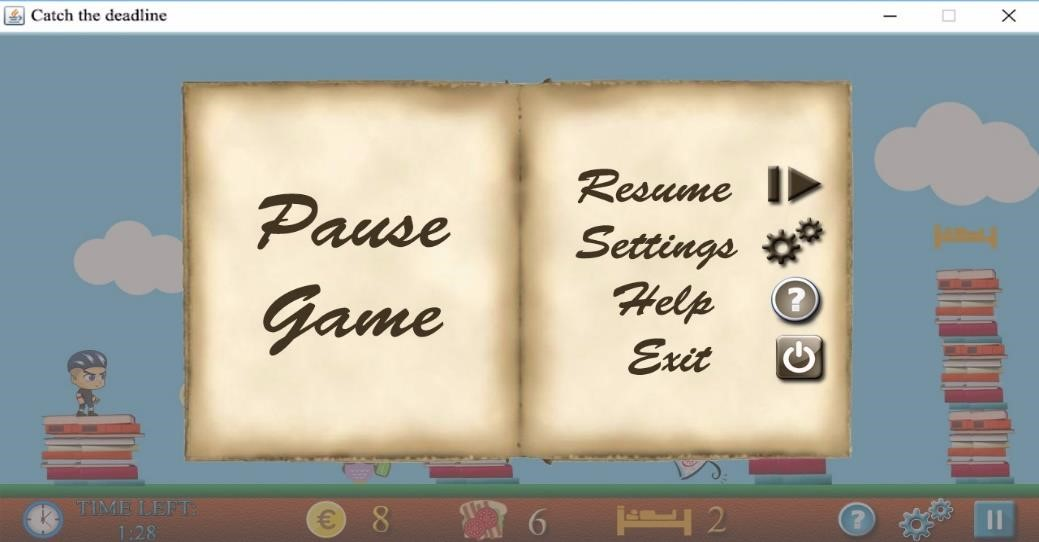 Catch the deadline
Pause
Game
Resume
Settings
Help
Exit
TIME LEFT:
1:28
€
8
6
2
?